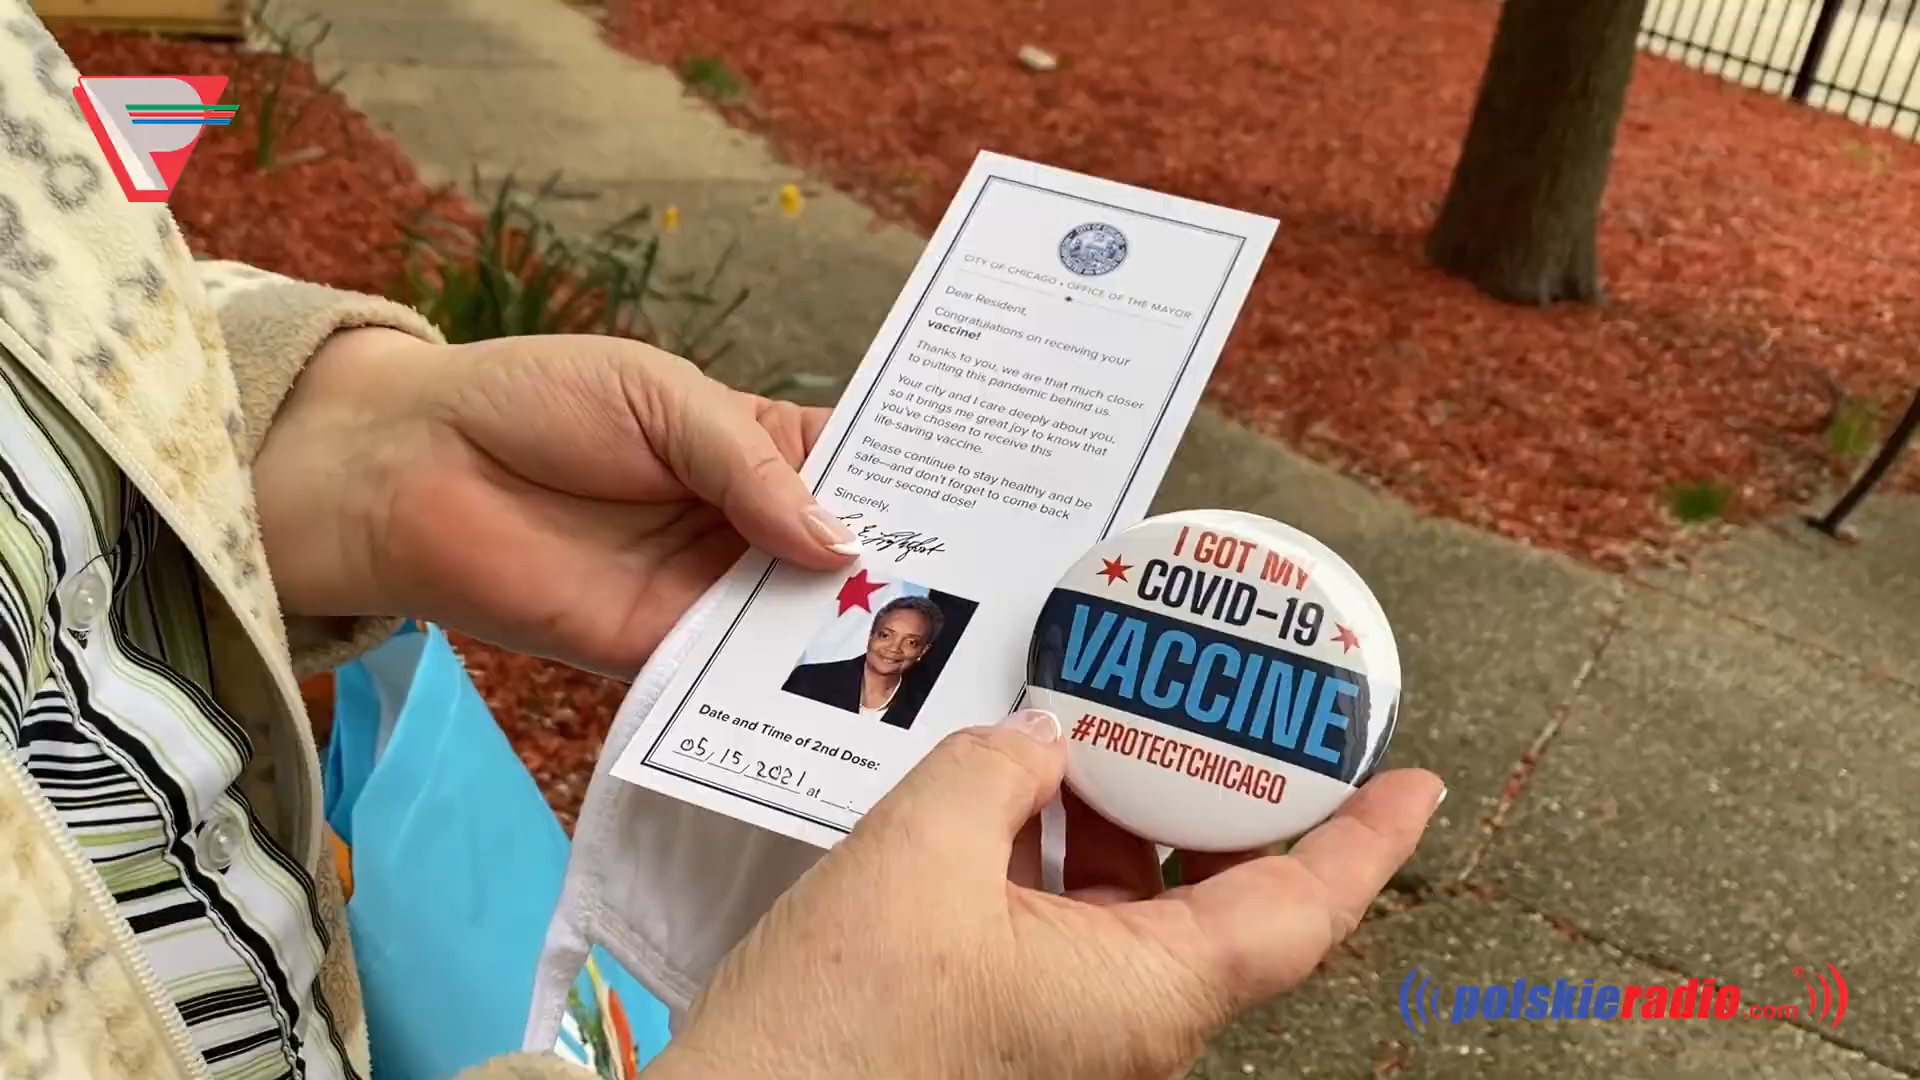 P
CITY OF CHICAGO • OFFICE OF THE MAYOR
Dear Resident,
Congratulations on receiving your
vaccine!
Thanks to you, we are that much closer
to putting this pandemic behind us.
Your city and I care deeply about you,
so it brings me great joy to know that
you've chosen to receive this
life-saving vaccine.
Please continue to stay healthy and be
safe—and don't forget to come back
for your second dose!
Sincerely,
Date and Time of 2nd Dose:
05/15/2021 at __:
I GOT MY
COVID-19
VACCINE
#PROTECTCHICAGO
polskieradio.com